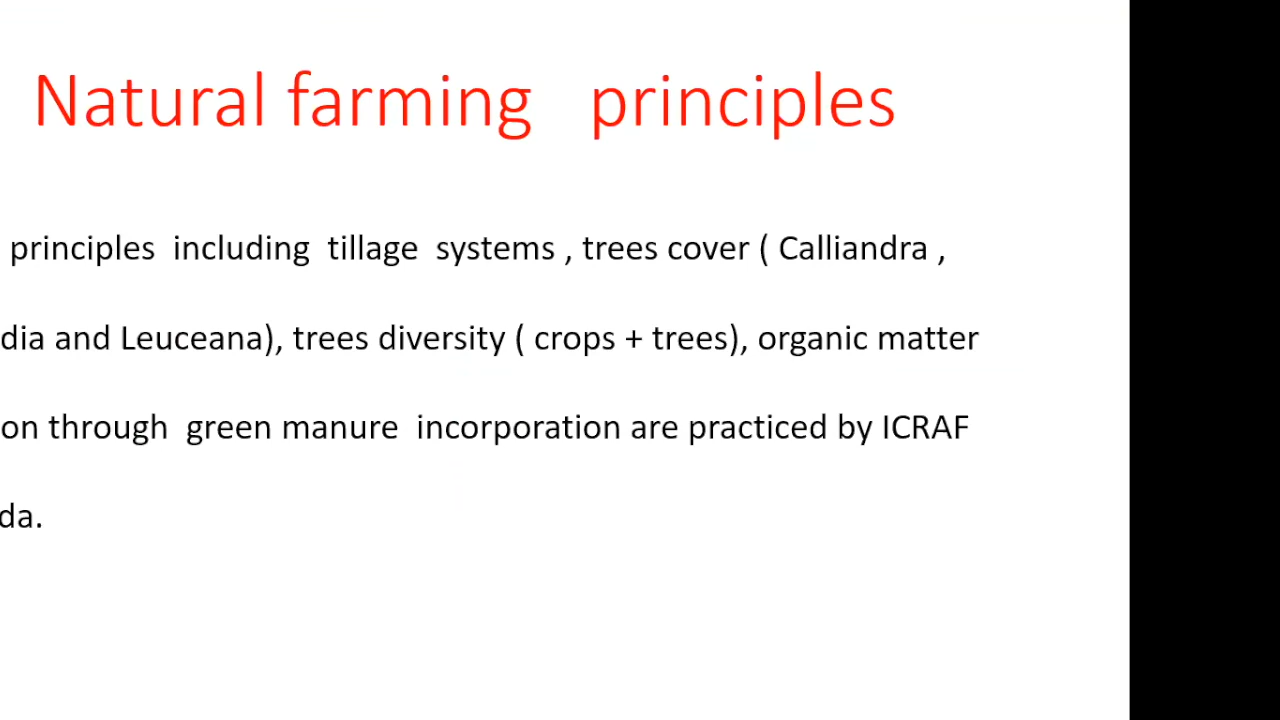 Natural farming principles
principles including tillage systems , trees cover ( Calliandra ,
dia and Leuceana), trees diversity ( crops + trees), organic matter
on through green manure incorporation are practiced by ICRAF
da.